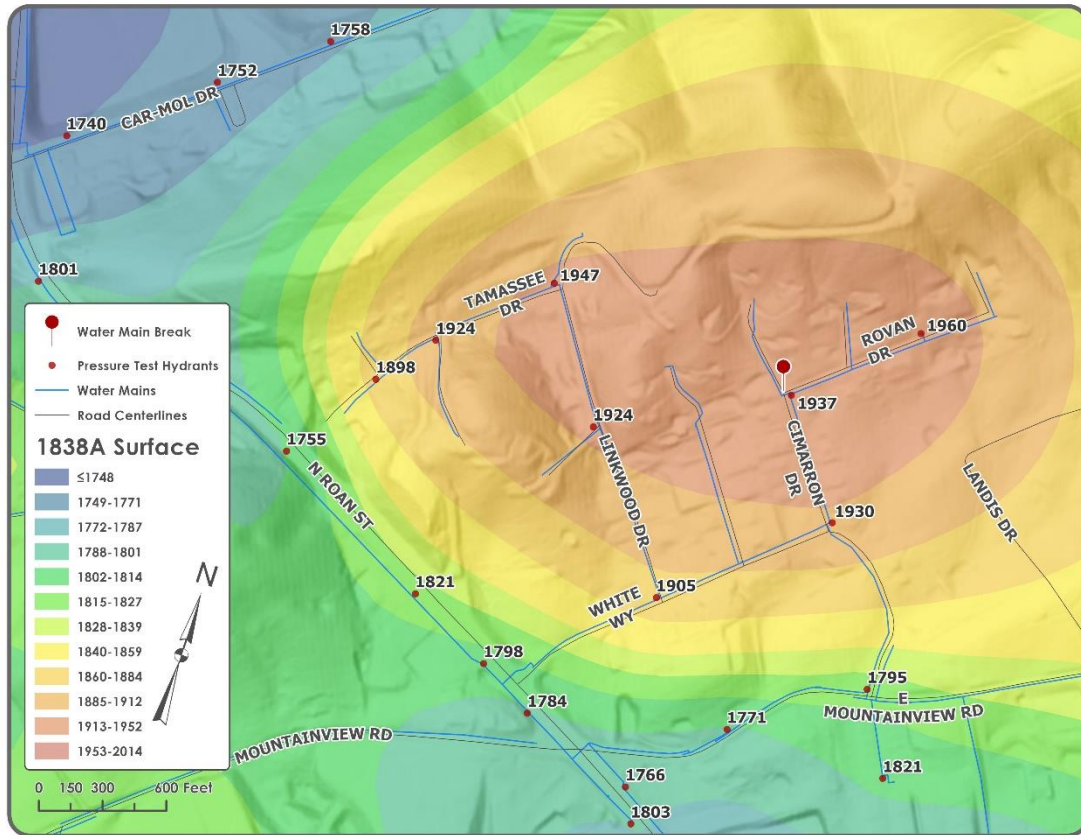 1758
1752
CAR-MOL DR
1740
1801
1947
TAMASSEE
DR
1924
1898
1960
ROVAN
DR
1937
1924
CIMARRON
DR
LINKWOOD DR
LANDIS DR
1930
1755
N ROAN ST
1905
WHITE
WY
1821
1798
1784
1795
E
MOUNTAINVIEW RD
1771
MOUNTAINVIEW RD
1821
1766
1803
Water Main Break
Pressure Test Hydrants
Water Mains
Road Centerlines
1838A Surface
≤1748
1749-1771
1772-1787
1788-1801
1802-1814
1815-1827
1828-1839
1840-1859
1860-1884
1885-1912
1913-1952
1953-2014
N
0 150 300 600 Feet